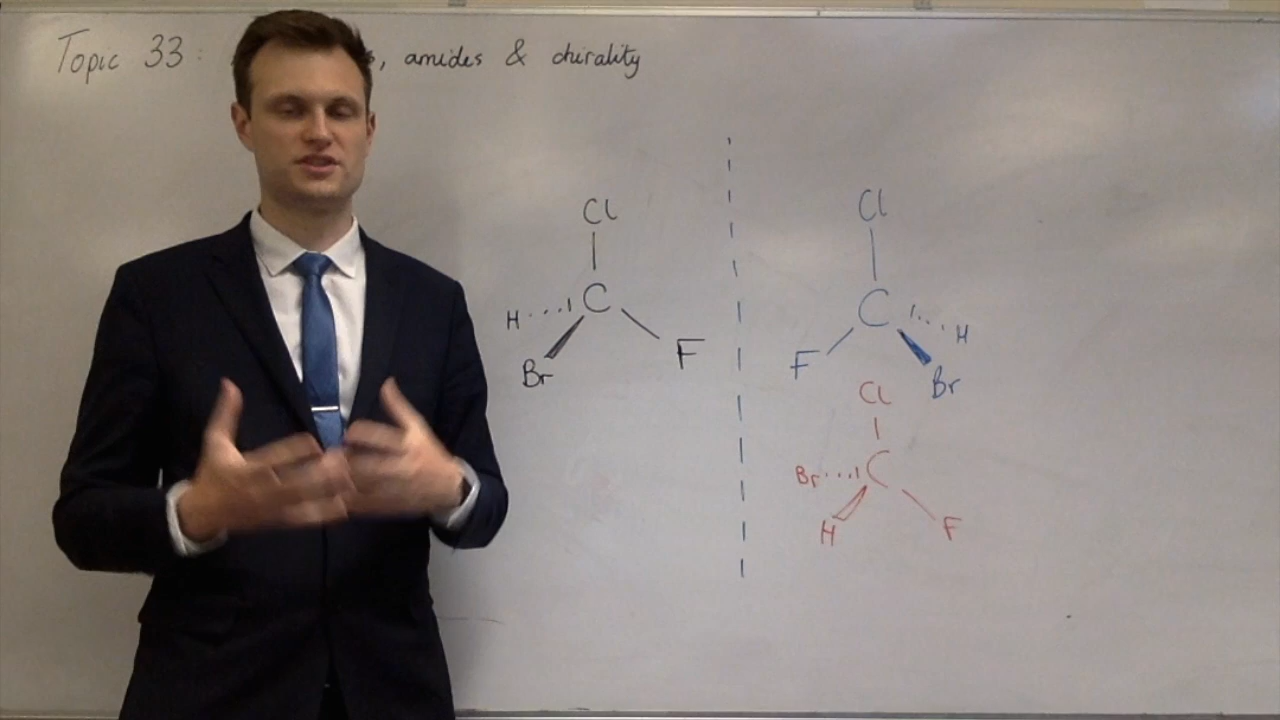 Topic 33: , amides & chirality
Cl
H C
Br F
Cl
C H
F Br
Cl
Br C
H F